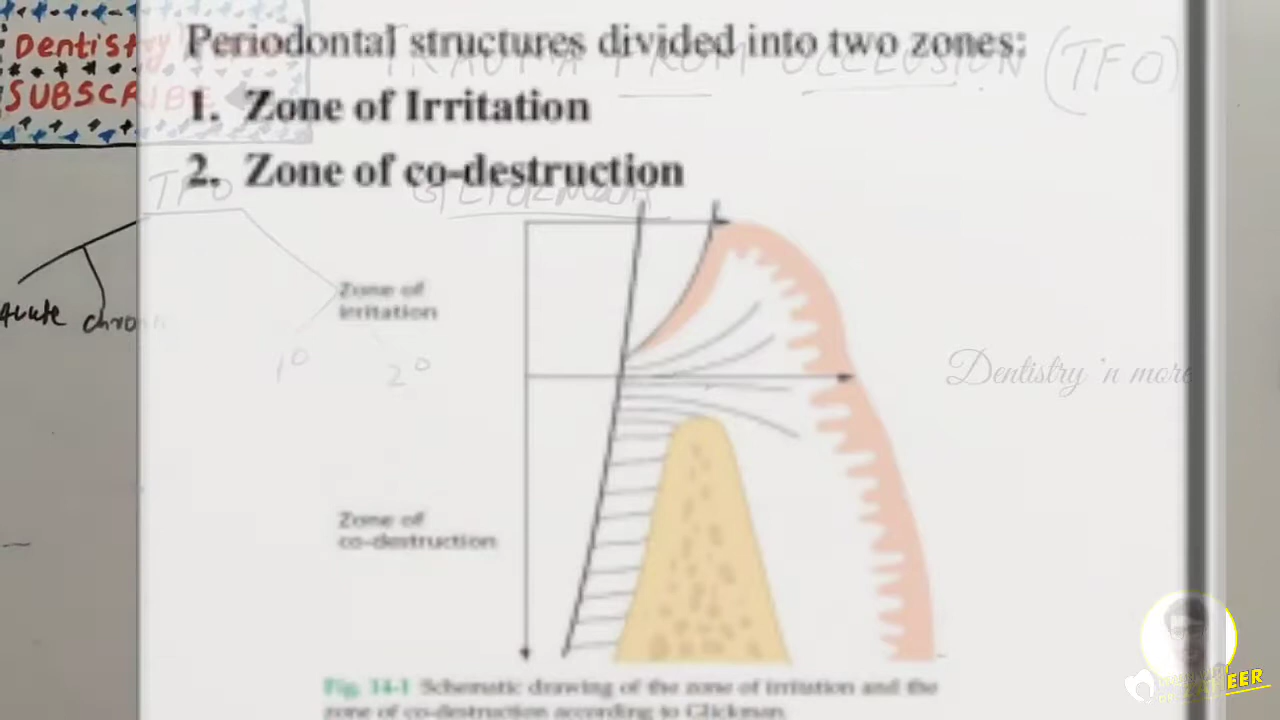 Dentistry
SUBSCRIBE
TRAUMA FROM OCCLUSION (TFO)
Periodontal structures divided into two zones:
1. Zone of Irritation
2. Zone of co-destruction
TFO
GLICKMAN
Acute
1°
2°
Zone of
irritation
Dentistry 'n more
Zone of
co-destruction
Fig. 14-1 Schematic drawing of the zone of irritation and the
zone of co-destruction according to Glickman.